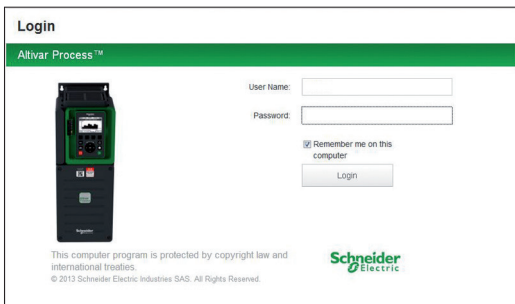 Login
Altivar Process™
User Name:
Password:
Remember me on this
computer
Login
This computer program is protected by copyright law and
international treaties.
© 2013 Schneider Electric Industries SAS. All Rights Reserved.
Schneider
Electric